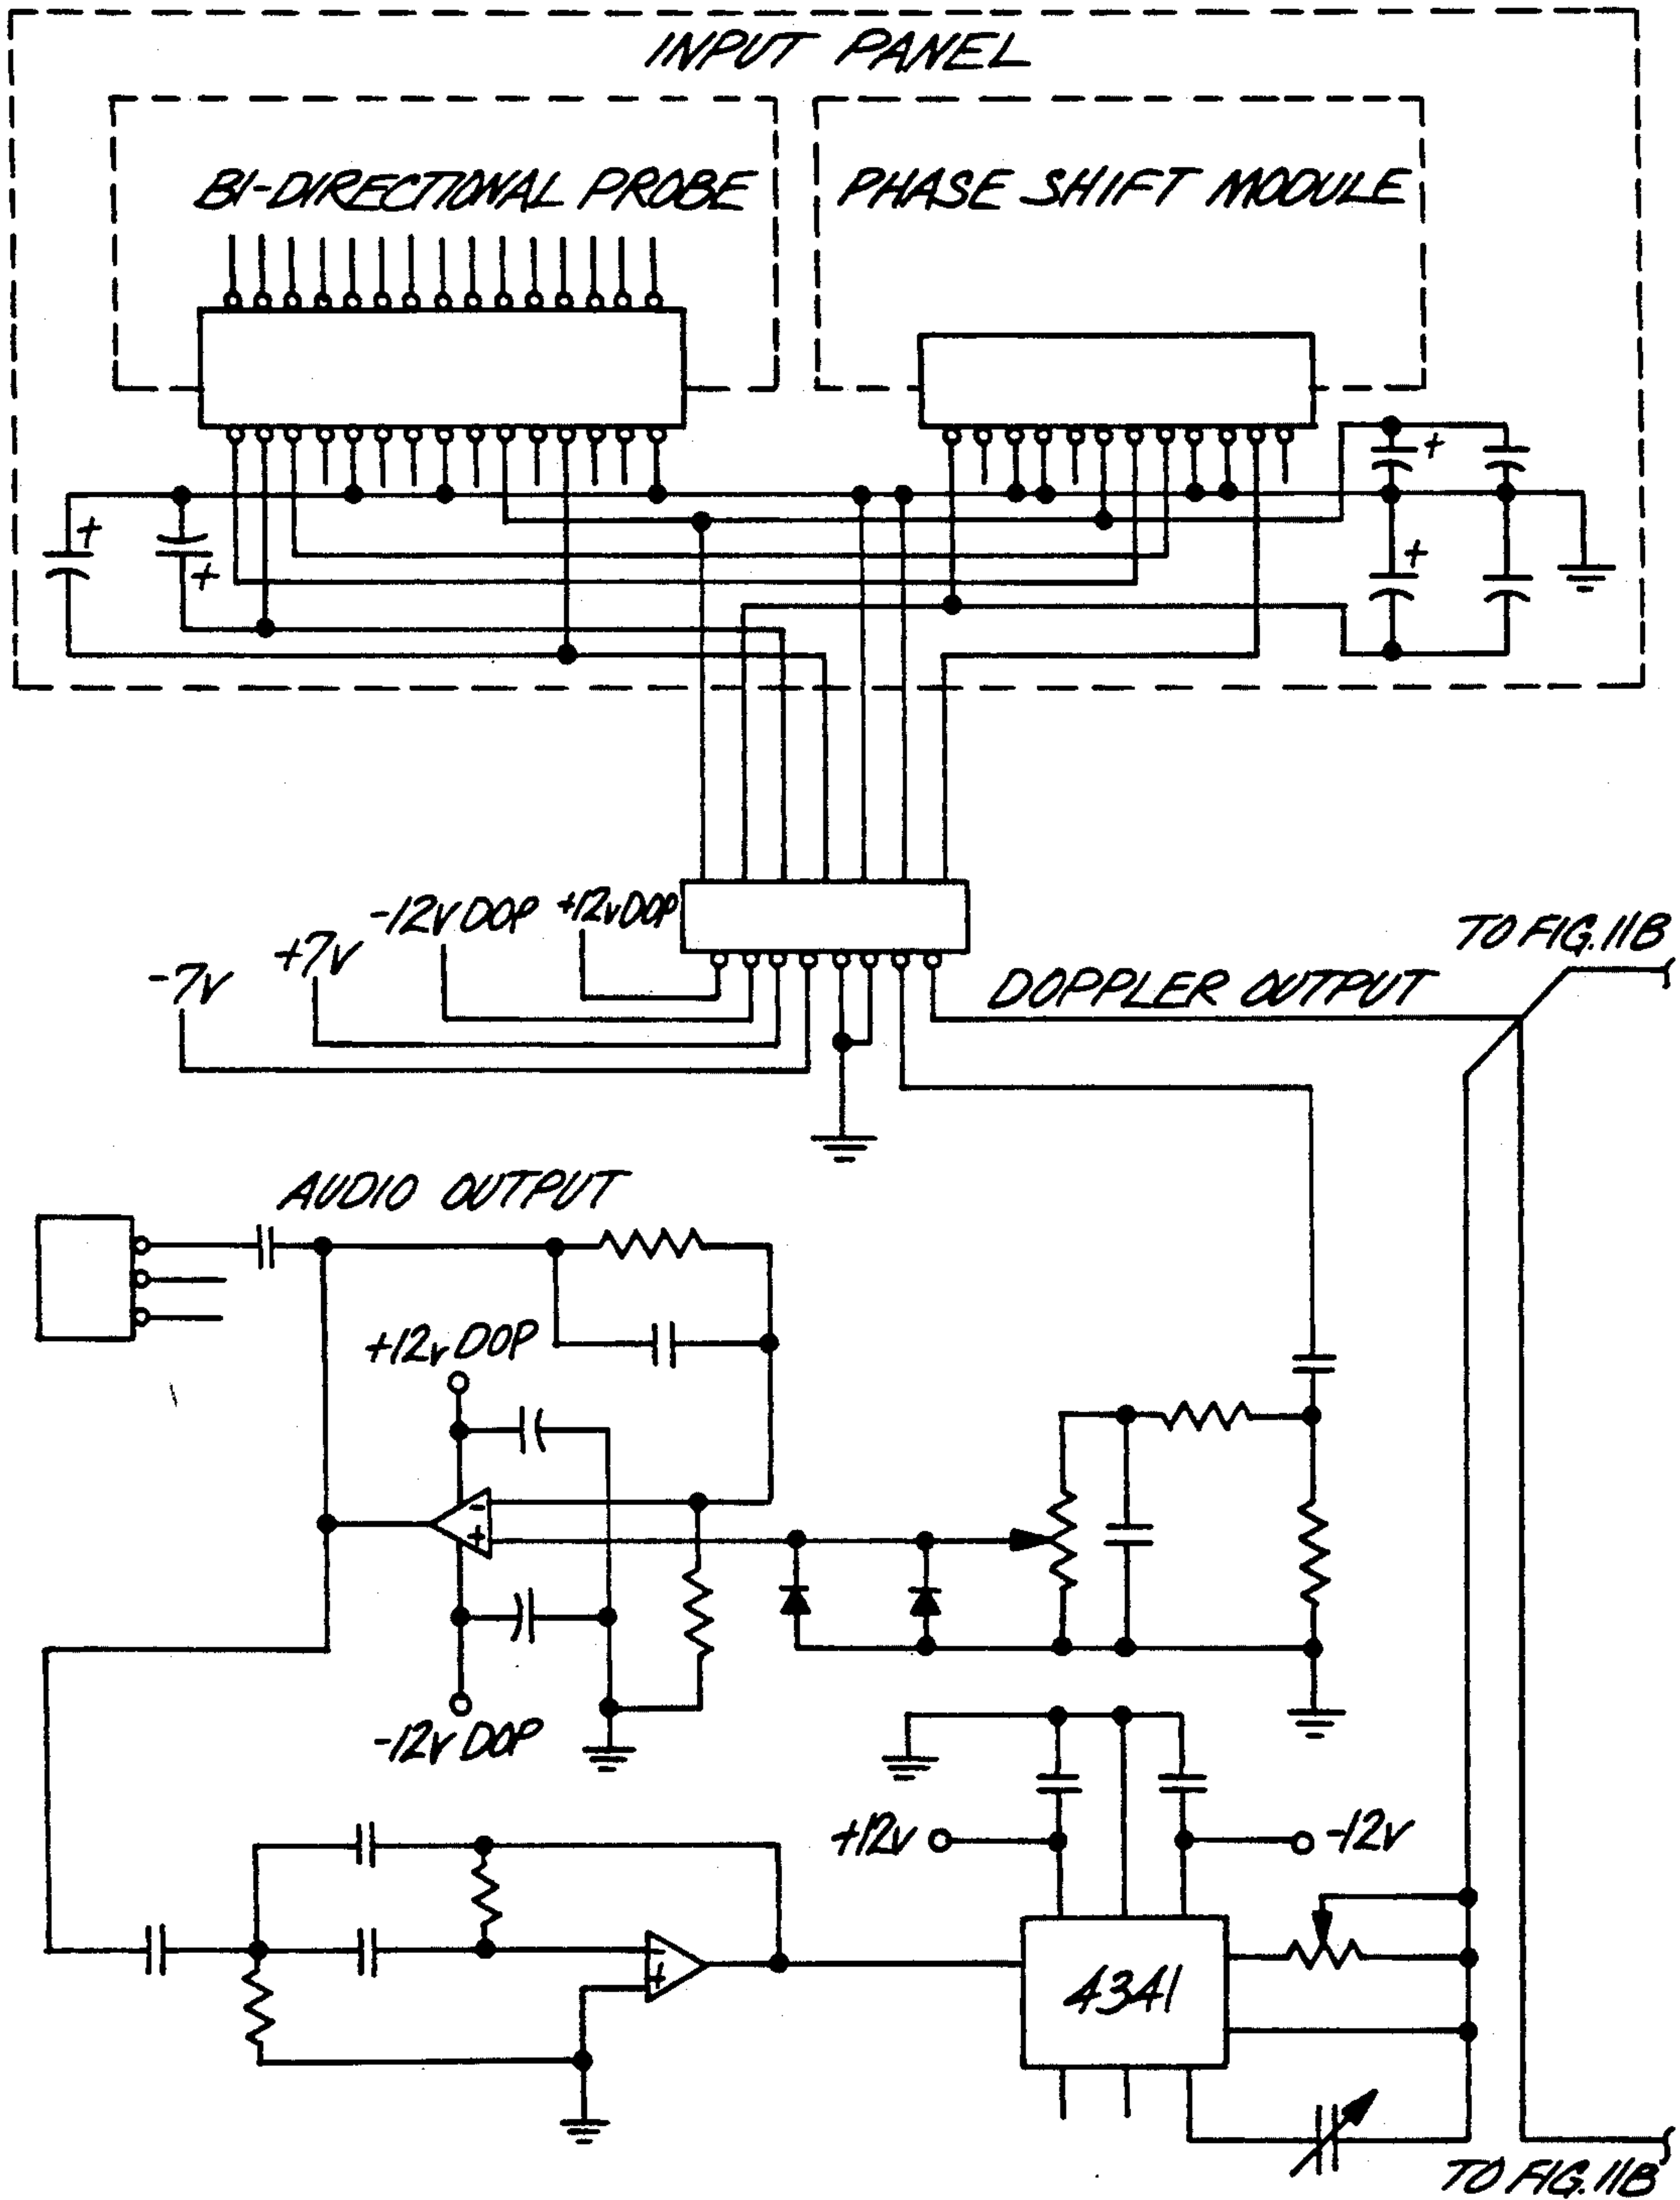 INPUT PANEL
BI-DIRECTIONAL PROBE
PHASE SHIFT MODULE
+
+
+
+
-12V DOP
+12V DOP
+7V
-7V
TO FIG. 11B
DOPPLER OUTPUT
AUDIO OUTPUT
+12V DOP
-
+
-12V DOP
+12V
-12V
-
+
4341
TO FIG. 11B